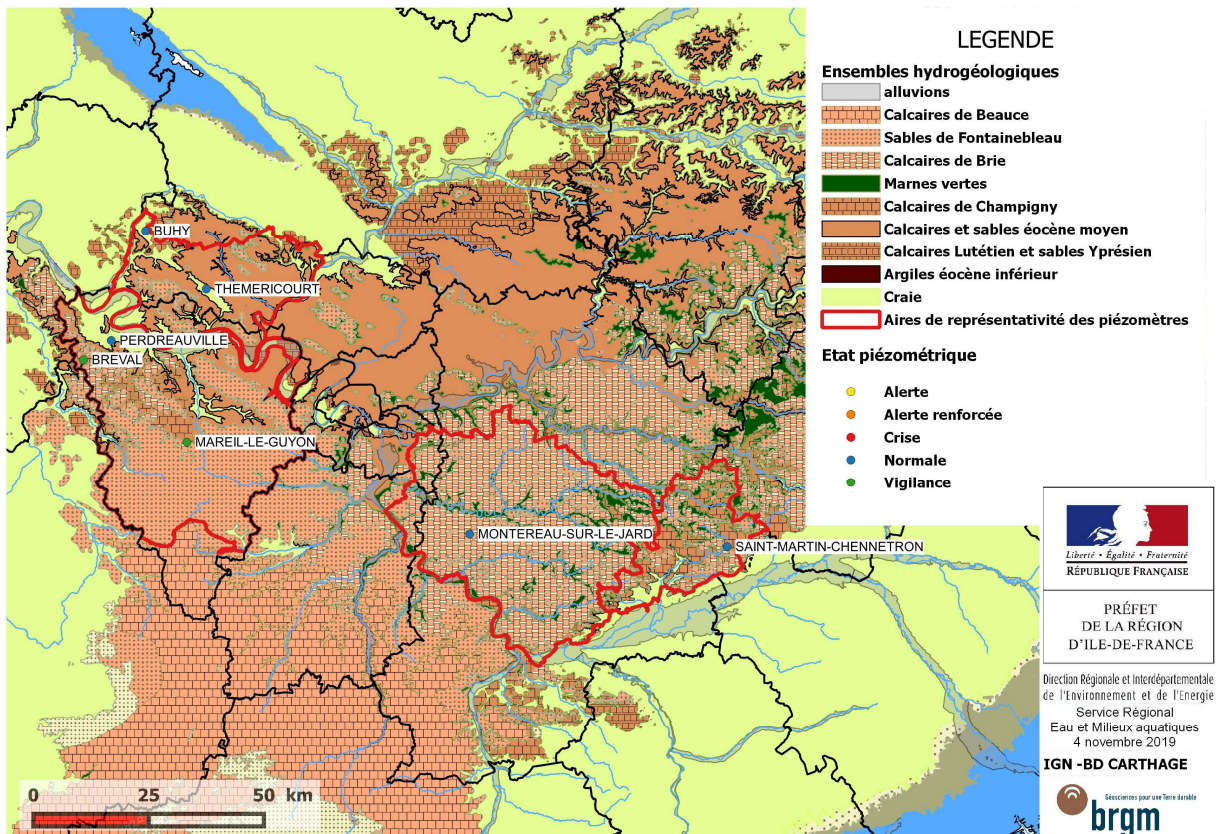 LEGENDE
Ensembles hydrogéologiques
alluvions
Calcaires de Beauce
Sables de Fontainebleau
Calcaires de Brie
Marnes vertes
Calcaires de Champigny
Calcaires et sables éocène moyen
Calcaires Lutétien et sables Yprésien
Argiles éocène inférieur
Craie
Aires de représentativité des piézomètres
Etat piézométrique
Alerte
Alerte renforcée
Crise
Normale
Vigilance
BUHY
THEMERICOURT
PERDREAUVILLE
BREVAL
MAREIL-LE-GUYON
MONTEREAU-SUR-LE-JARD
SAINT-MARTIN-CHENNETRON
0 25 50 km
Liberté • Égalité • Fraternité
RÉPUBLIQUE FRANÇAISE
PRÉFET
DE LA RÉGION
D'ILE-DE-FRANCE
Direction Régionale et Interdépartementale
de l'Environnement et de l'Energie
Service Régional
Eau et Milieux aquatiques
4 novembre 2019
IGN -BD CARTHAGE
Géosciences pour une Terre durable
brgm